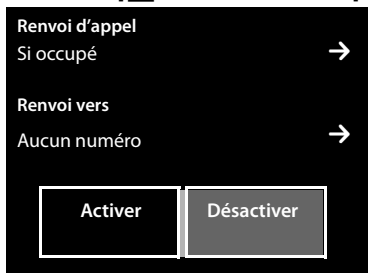 Renvoi d’appel
Si occupé
Renvoi vers
Aucun numéro
Activer Désactiver